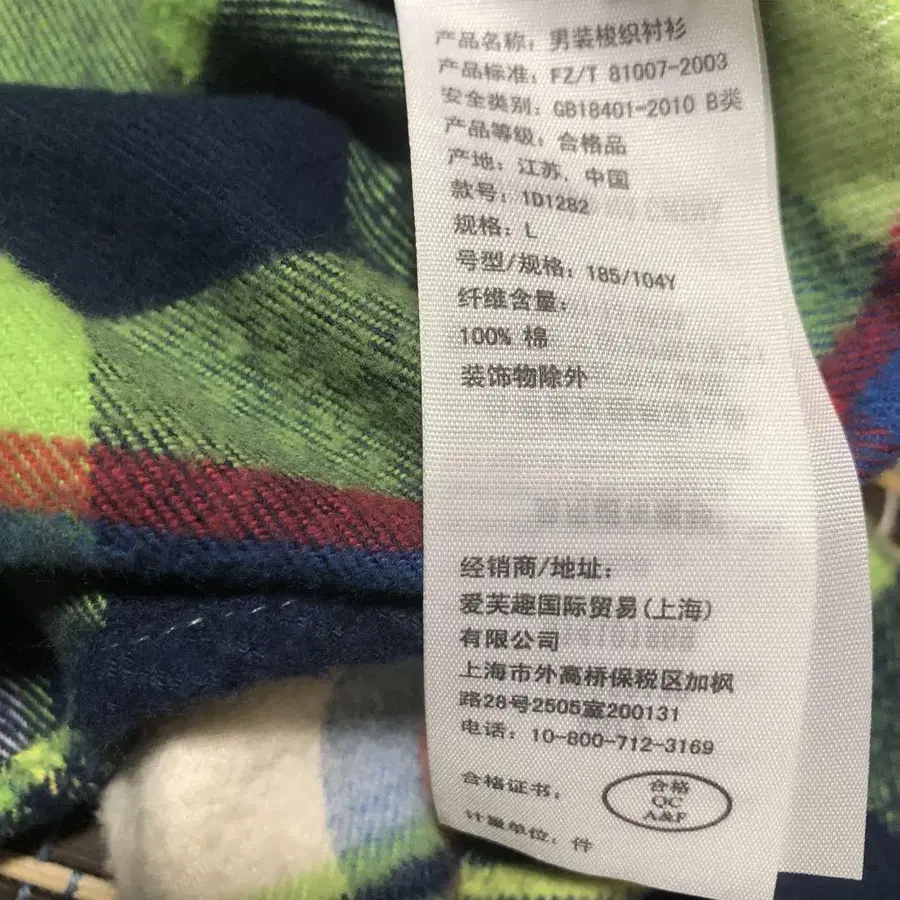 产品名称：男装梭织衬衫
产品标准：FZ/T 81007-2003
安全类别：GB18401-2010 B类
产品等级：合格品
产地：江苏，中国
款号：1D1282
规格：L
号型/规格：185/104Y
纤维含量：
100% 棉
装饰物除外
经销商/地址：
爱芙趣国际贸易(上海)
有限公司
上海市外高桥保税区加枫
路28号2505室200131
电话：10-800-712-3169
合格证书：
合格
QC
A&F
计量单位：件